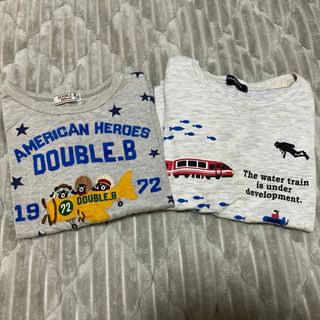 AMERICAN HEROES
DOUBLE.B
19 72
72 DOUBLE.B
The water train
is under
development.